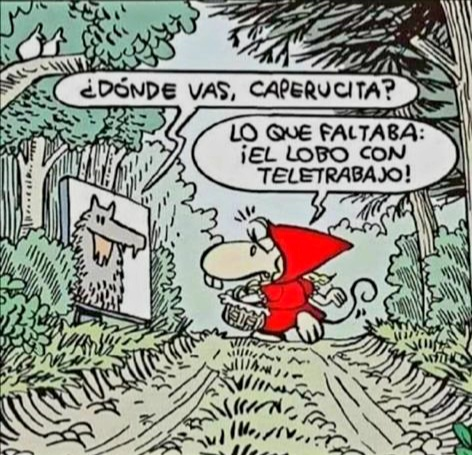 ¿DÓNDE VAS, CAPERUCITA?
LO QUE FALTABA:
¡EL LOBO CON
TELETRABAJO!